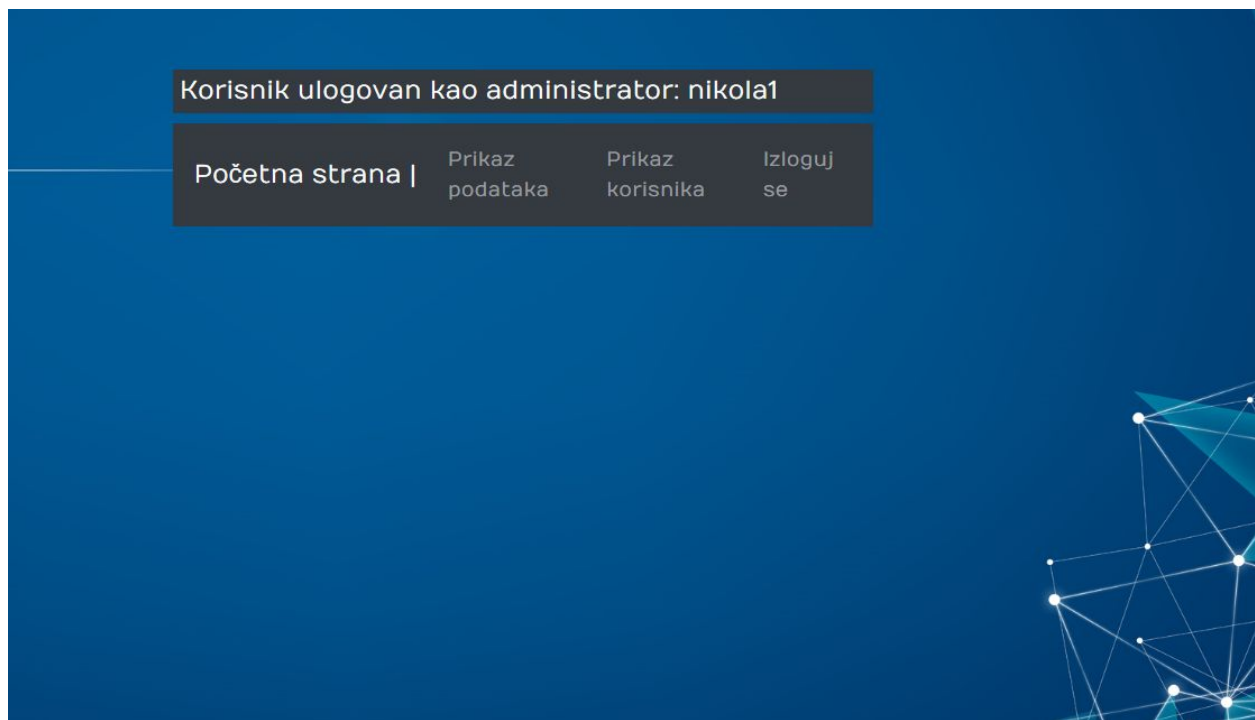 Korisnik ulogovan kao administrator: nikola1
Početna strana |
Prikaz
podataka
Prikaz
korisnika
Izloguj
se